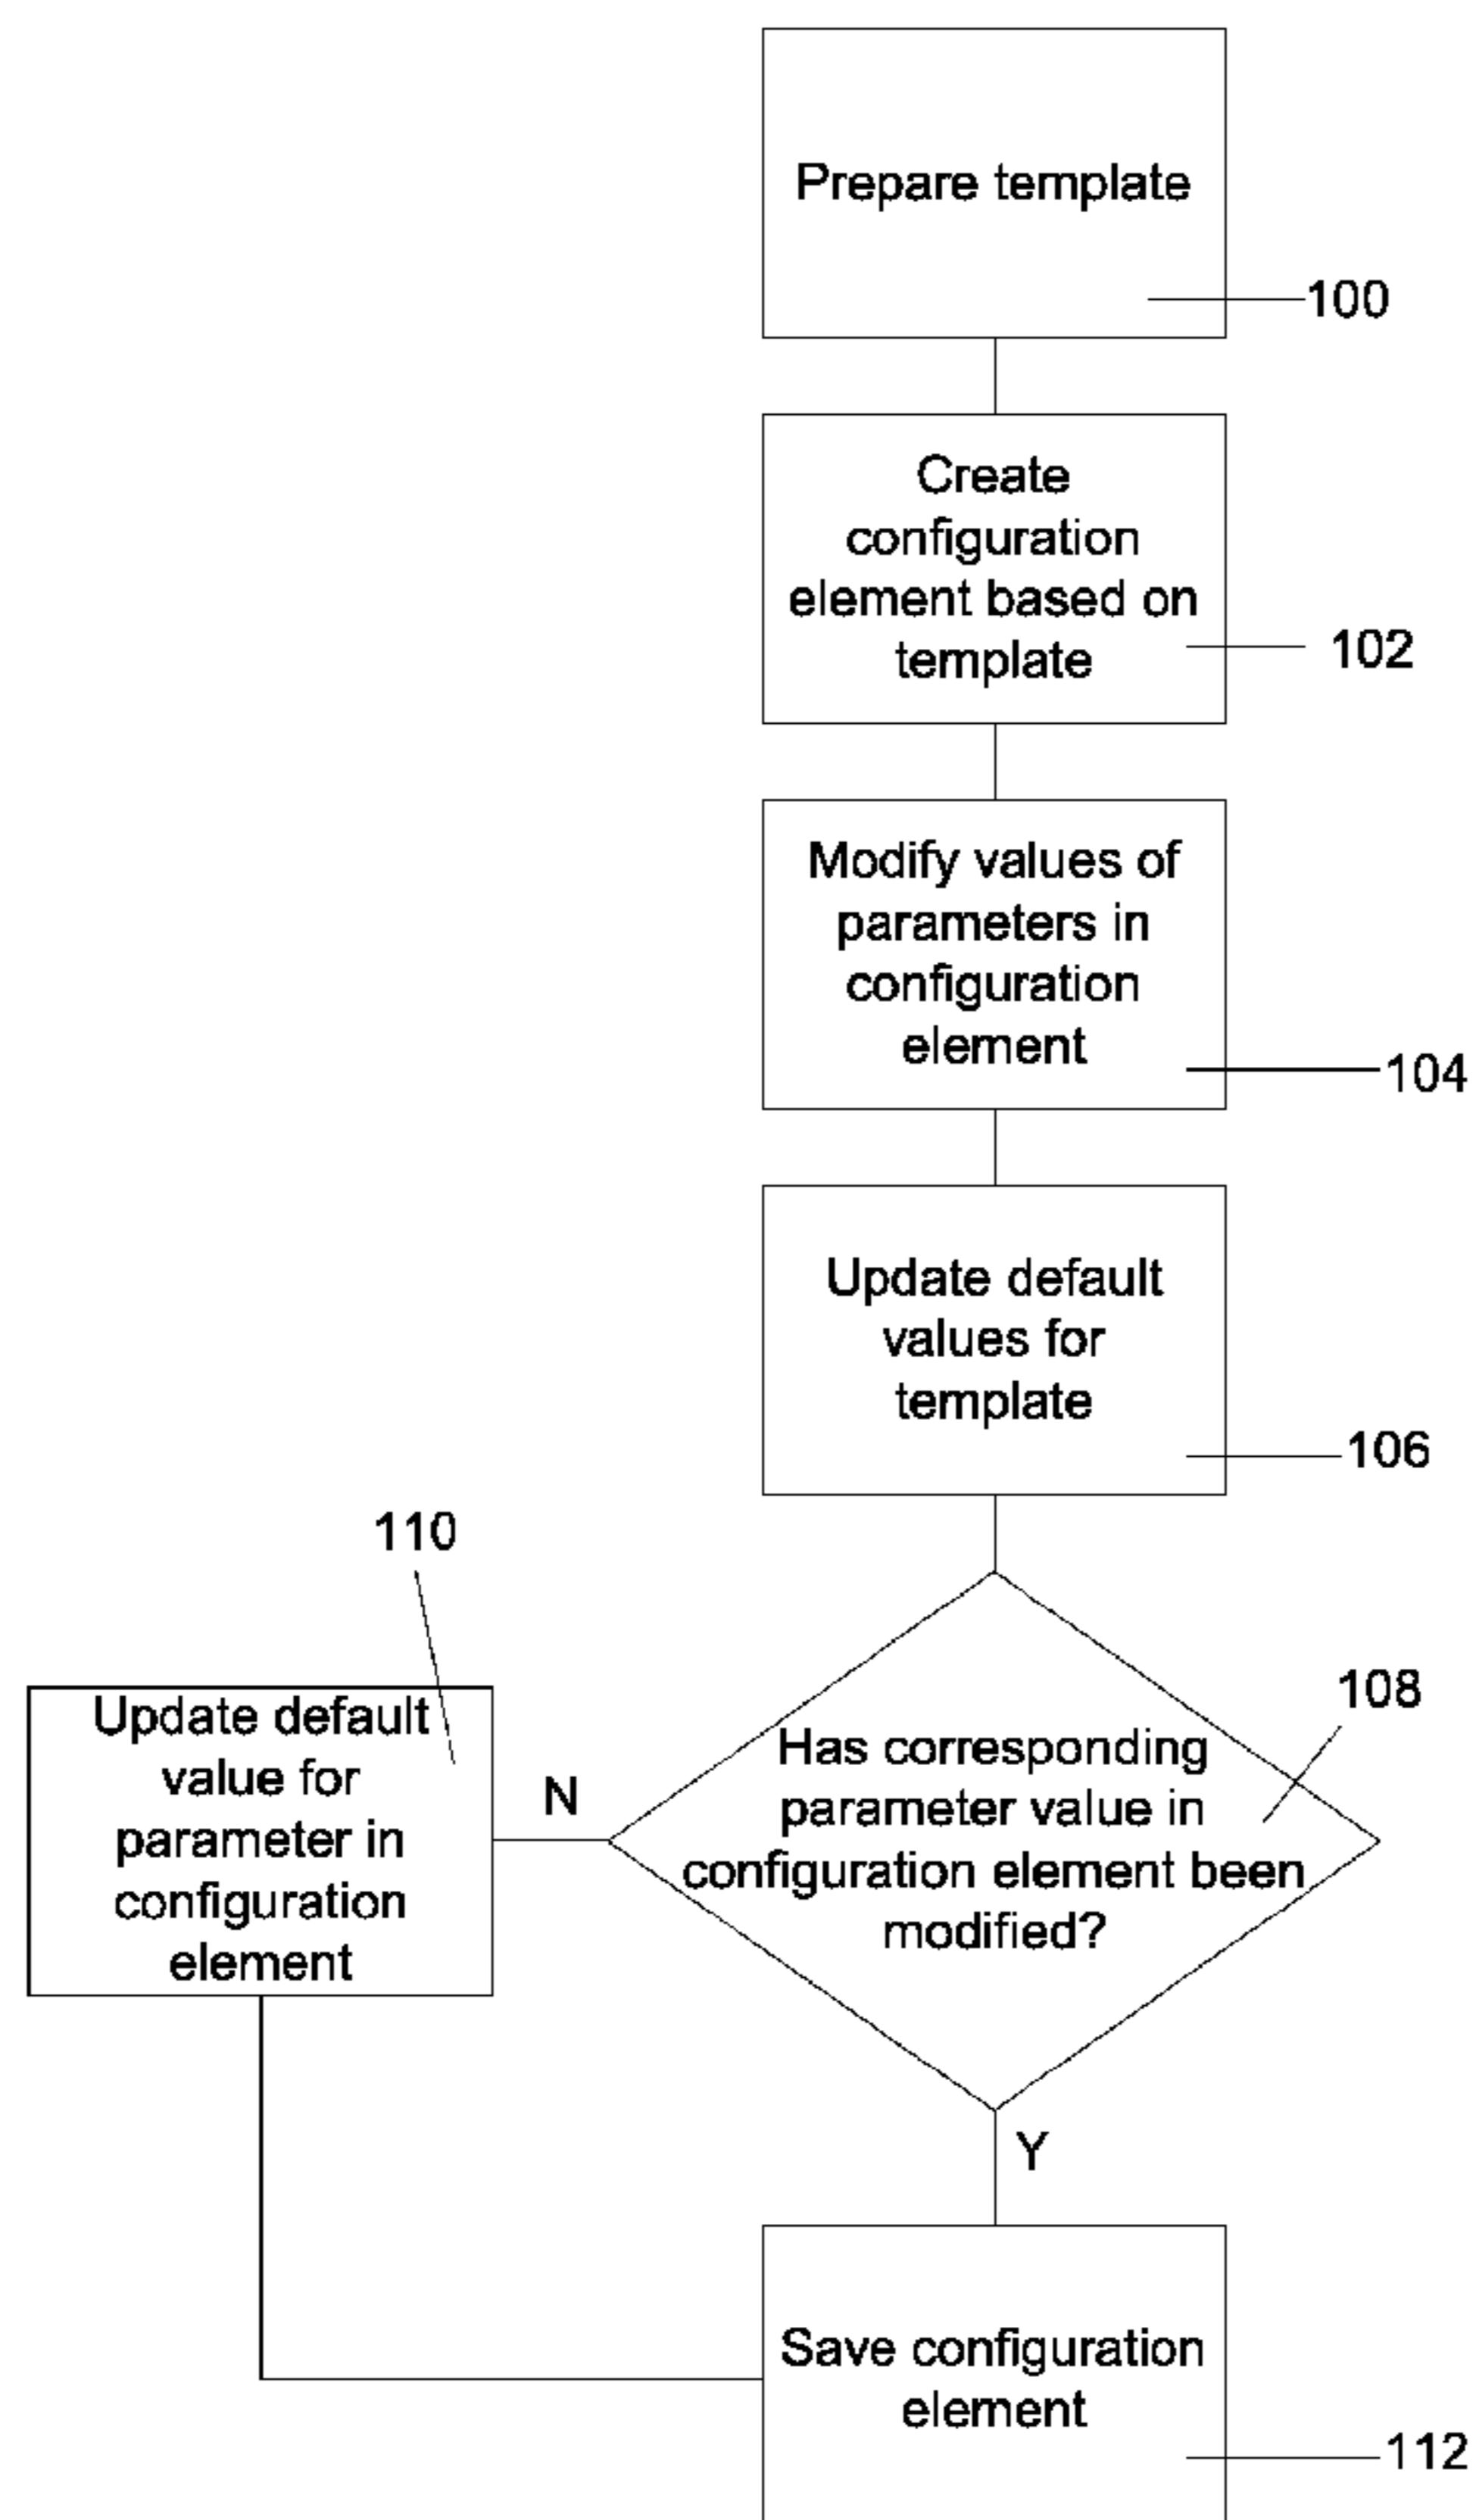 Prepare template
100
Create
configuration
element based on
template
102
Modify values of
parameters in
configuration
element
104
Update default
values for
template
106
110
108
Update default
value for
parameter in
configuration
element
N
Has corresponding
parameter value in
configuration element been
modified?
Y
Save configuration
element
112